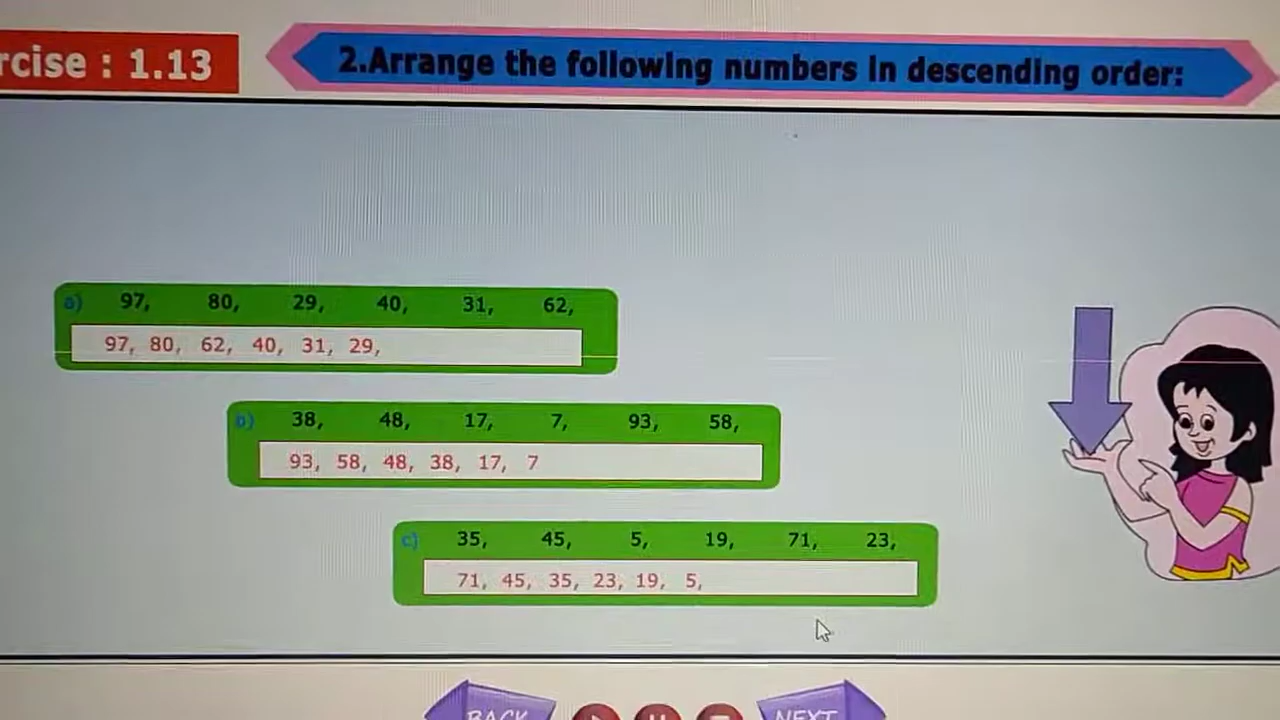 rcise : 1.13
2.Arrange the following numbers in descending order:
a) 97, 80, 29, 40, 31, 62,
97, 80, 62, 40, 31, 29,
b) 38, 48, 17, 7, 93, 58,
93, 58, 48, 38, 17, 7
c) 35, 45, 5, 19, 71, 23,
71, 45, 35, 23, 19, 5,
BACK NEXT